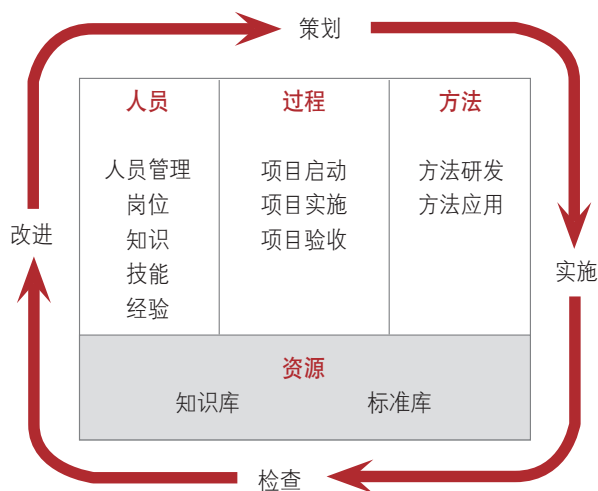 策划
人员
过程
方法
人员管理
岗位
知识
技能
经验
项目启动
项目实施
项目验收
方法研发
方法应用
改进
实施
资源
知识库
标准库
检查